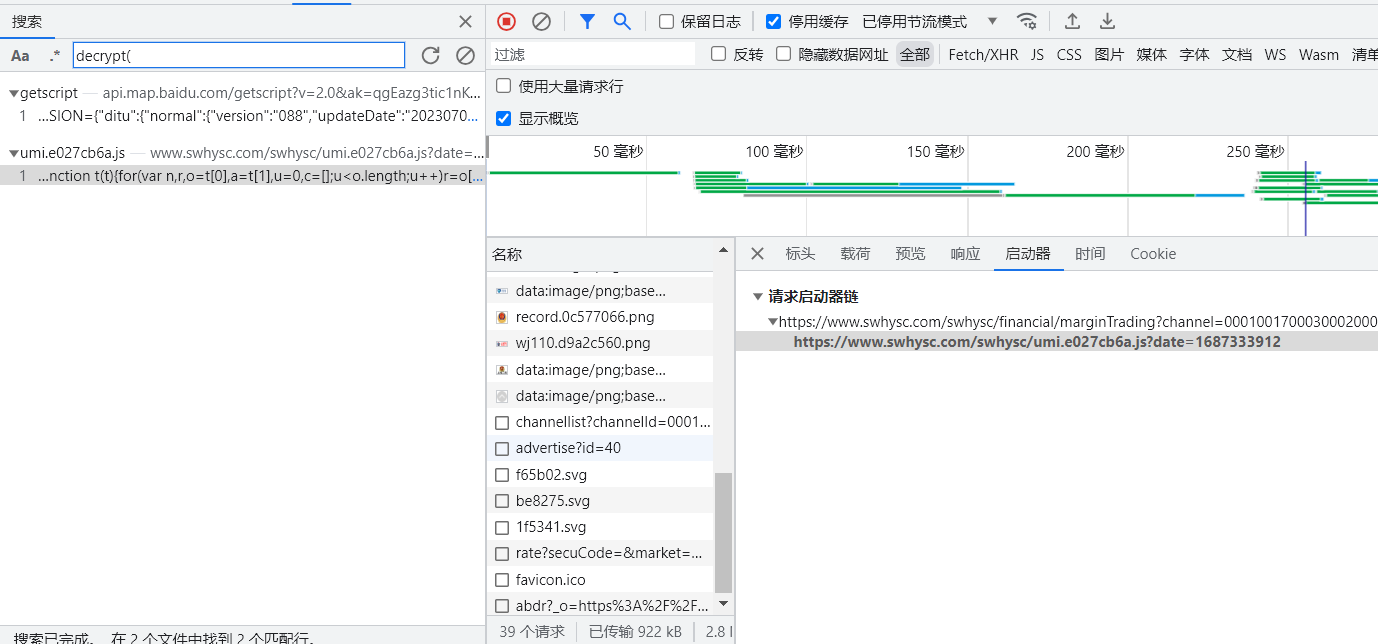 搜索
Aa .* decrypt(
getscript — api.map.baidu.com/getscript?v=2.0&ak=qgEazg3tic1nK...
1 ...SION={"ditu":{"normal":{"version":"088","updateDate":"2023070...
umi.e027cb6a.js — www.swhysc.com/swhysc/umi.e027cb6a.js?date=...
1 ...nction t(t){for(var n,r,o=t[0],a=t[1],u=0,c=[];u<o.length;u++)r=o[...
搜索已完成。 在 2 个文件中找到 2 个匹配行。
保留日志 停用缓存 已停用节流模式
过滤 反转 隐藏数据网址 全部 Fetch/XHR JS CSS 图片 媒体 字体 文档 WS Wasm 清单
使用大量请求行
显示概览
50 毫秒 100 毫秒 150 毫秒 200 毫秒 250 毫秒
名称
data:image/png;base...
record.0c577066.png
wj110.d9a2c560.png
data:image/png;base...
data:image/png;base...
channellist?channelId=0001...
advertise?id=40
f65b02.svg
be8275.svg
1f5341.svg
rate?secuCode=&market=...
favicon.ico
abdr?_o=https%3A%2F%2F...
39 个请求 已传输 922 kB 2.8
标头 载荷 预览 响应 启动器 时间 Cookie
请求启动器链
https://www.swhysc.com/swhysc/financial/marginTrading?channel=0001001700030002000
https://www.swhysc.com/swhysc/umi.e027cb6a.js?date=1687333912